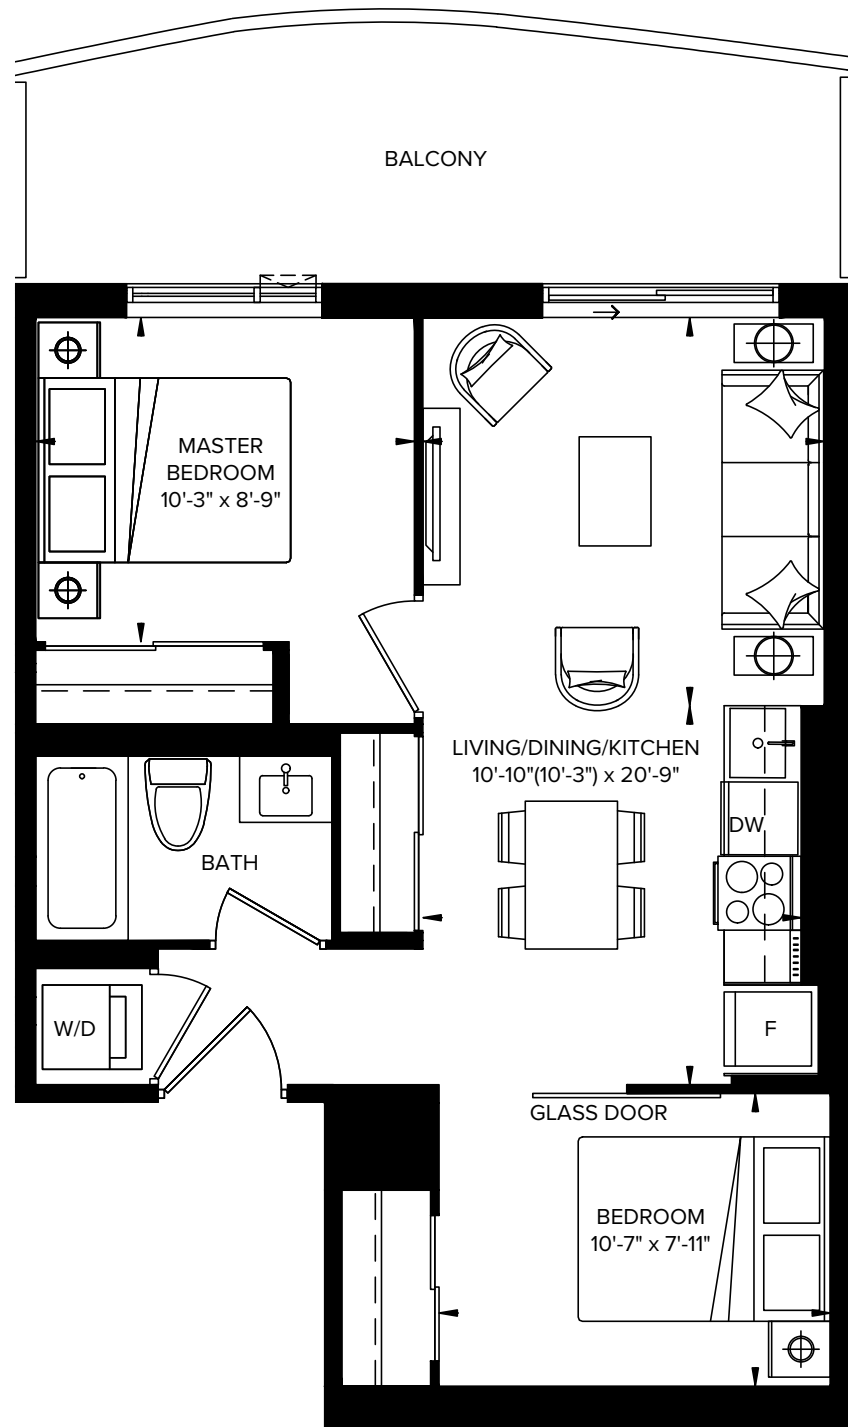 BALCONY
MASTER
BEDROOM
10'-3" x 8'-9"
LIVING/DINING/KITCHEN
10'-10"(10'-3") x 20'-9"
DW
BATH
W/D
F
GLASS DOOR
BEDROOM
10'-7" x 7'-11"